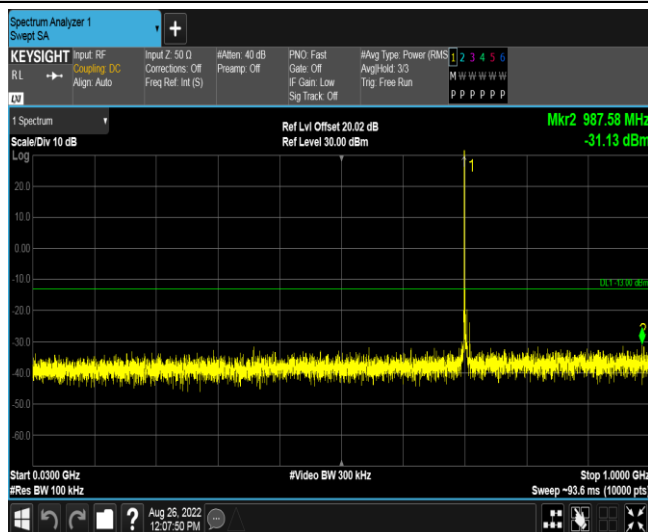 Spectrum Analyzer 1
Swept SA
+
KEYSIGHT
RL
LXI
Input: RF
Coupling: DC
Align: Auto
Input Z: 50 Ω
Corrections: Off
Freq Ref: Int (S)
#Atten: 40 dB
Preamp: Off
PNO: Fast
Gate: Off
IF Gain: Low
Sig Track: Off
#Avg Type: Power (RMS
Avg|Hold: 3/3
Trig: Free Run
1 2 3 4 5 6
M W W W W W
P P P P P P
1 Spectrum
Scale/Div 10 dB
Ref Lvl Offset 20.02 dB
Ref Level 30.00 dBm
Mkr2 987.58 MHz
-31.13 dBm
Log
1
20.0
10.0
0.00
DL1 -13.00 dBm
-10.0
-20.0
2
-30.0
-40.0
-50.0
-60.0
Start 0.0300 GHz
#Res BW 100 kHz
#Video BW 300 kHz
Stop 1.0000 GHz
Sweep ~93.6 ms (10000 pts)
?
Aug 26, 2022
12:07:50 PM